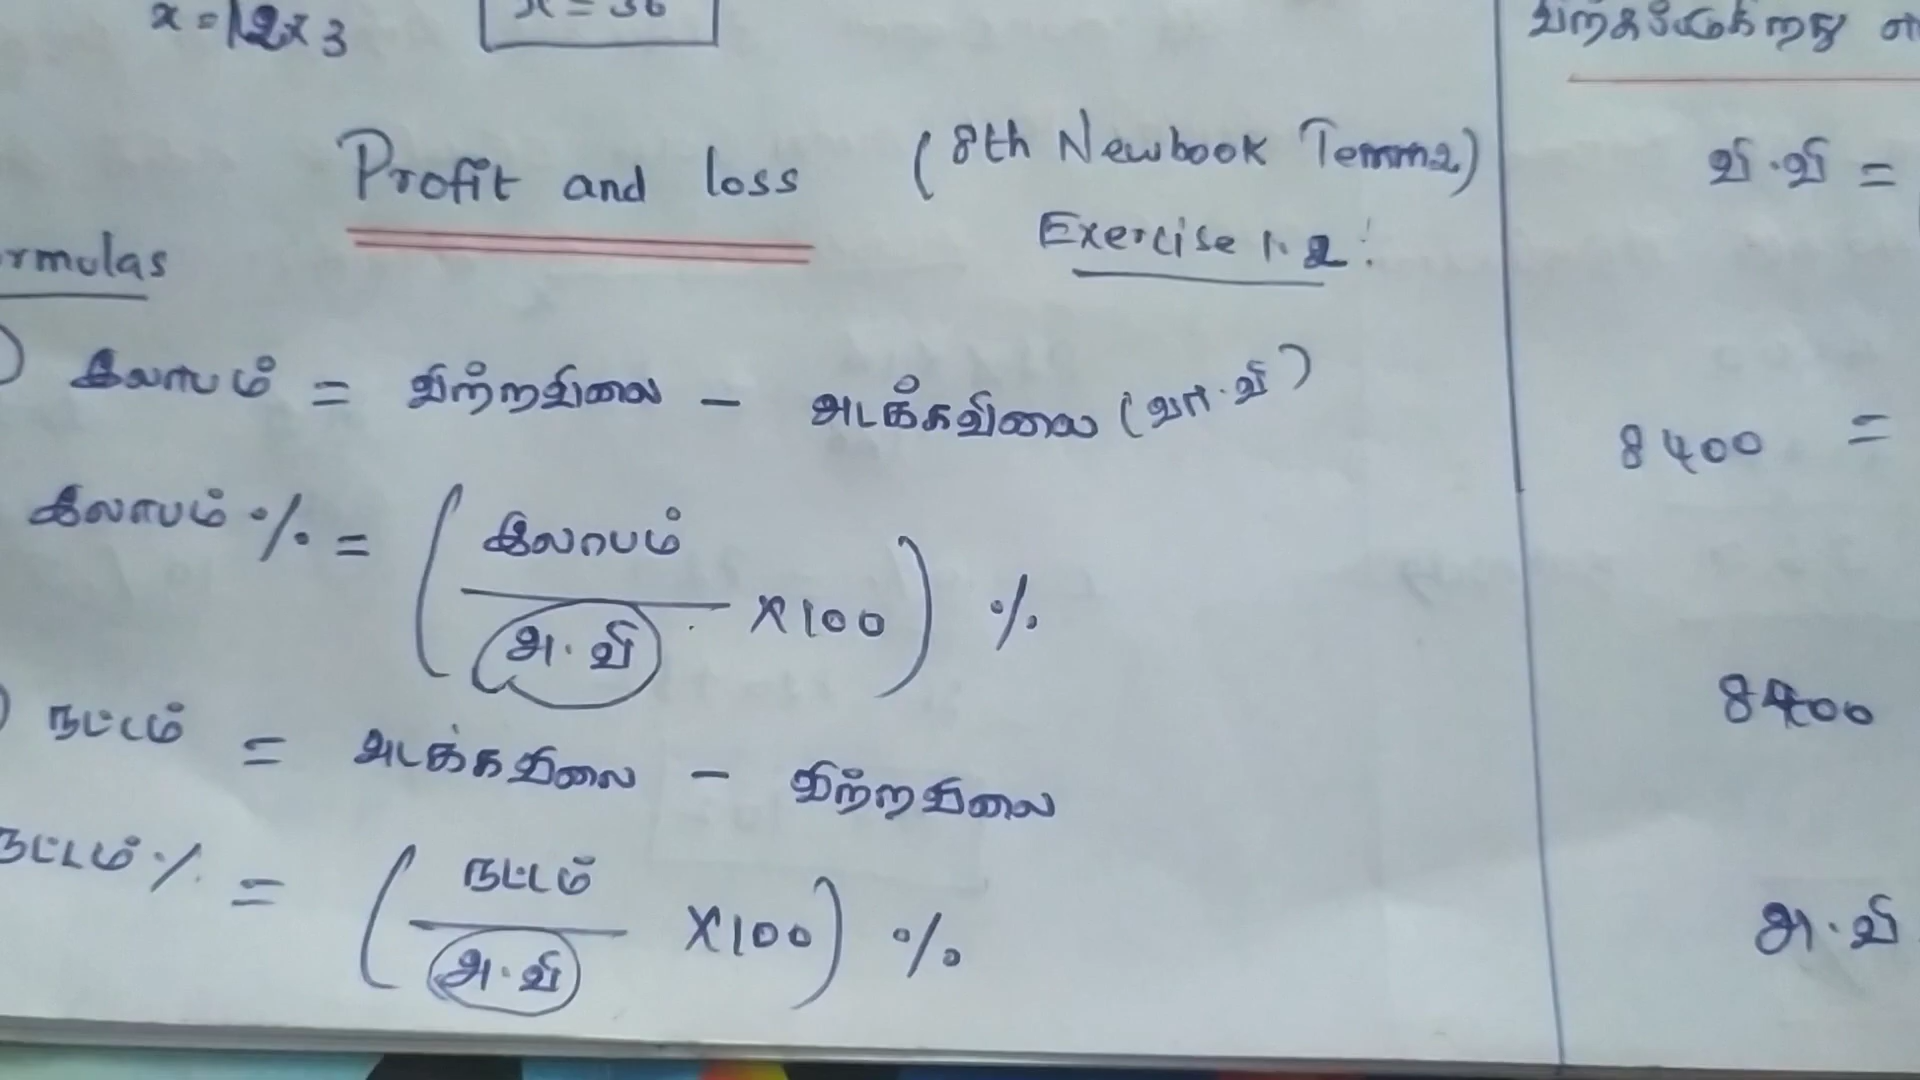 x = 12 x 3
x = 36
Profit and loss (8th Newbook Term 2)
Exercise 1.2:
rmulas
) இலாபம் = விற்றவிலை - அடக்கவிலை (வா.வி)
இலாபம் % = (இலாபம் / அ.வி x 100) %
) நட்டம் = அடக்கவிலை - விற்றவிலை
நட்டம் % = (நட்டம் / அ.வி x 100) %
வி.வி =
8400 =
8400
அ.வி